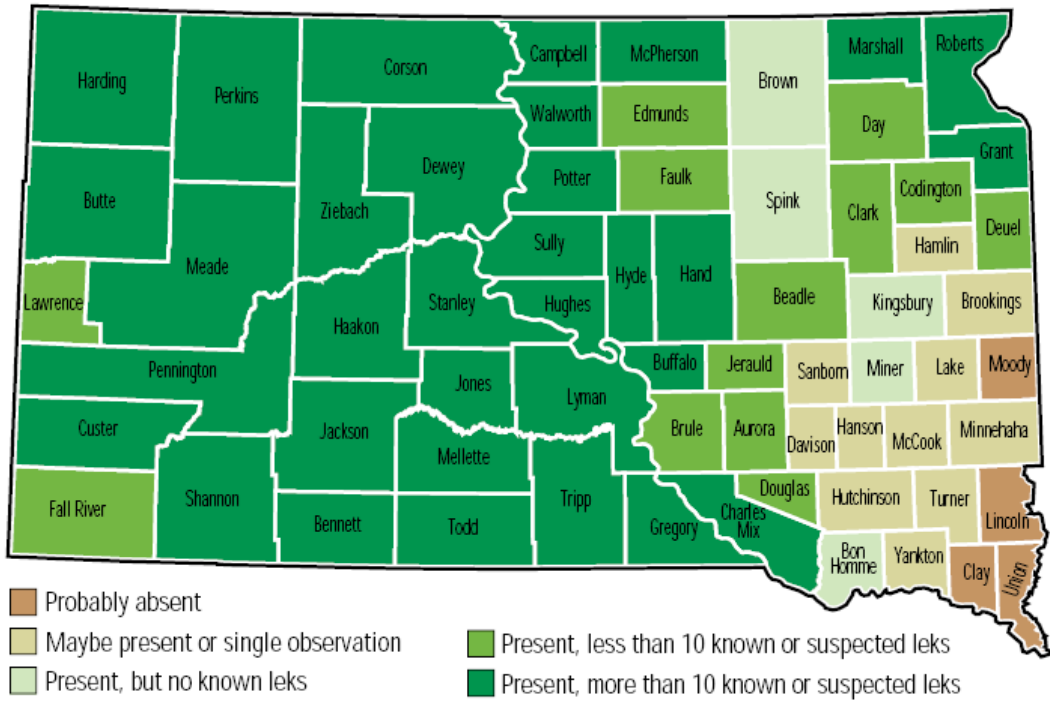 Harding
Perkins
Corson
Campbell
McPherson
Brown
Marshall
Roberts
Walworth
Edmunds
Day
Grant
Butte
Ziebach
Dewey
Potter
Faulk
Spink
Clark
Codington
Deuel
Meade
Sully
Hamlin
Lawrence
Haakon
Stanley
Hughes
Hyde
Hand
Beadle
Kingsbury
Brookings
Pennington
Jones
Lyman
Buffalo
Jerauld
Sanborn
Miner
Lake
Moody
Custer
Jackson
Mellette
Brule
Aurora
Davison
Hanson
McCook
Minnehaha
Fall River
Shannon
Bennett
Todd
Tripp
Gregory
Charles
Mix
Douglas
Hutchinson
Turner
Lincoln
Bon
Homme
Yankton
Clay
Union
Probably absent
Maybe present or single observation
Present, but no known leks
Present, less than 10 known or suspected leks
Present, more than 10 known or suspected leks